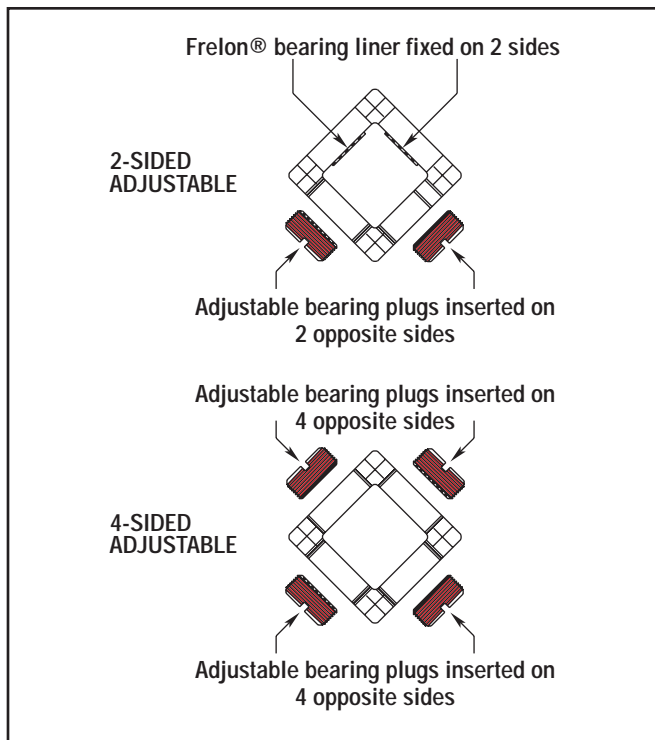 Frelon® bearing liner fixed on 2 sides
2-SIDED
ADJUSTABLE
Adjustable bearing plugs inserted on
2 opposite sides
Adjustable bearing plugs inserted on
4 opposite sides
4-SIDED
ADJUSTABLE
Adjustable bearing plugs inserted on
4 opposite sides